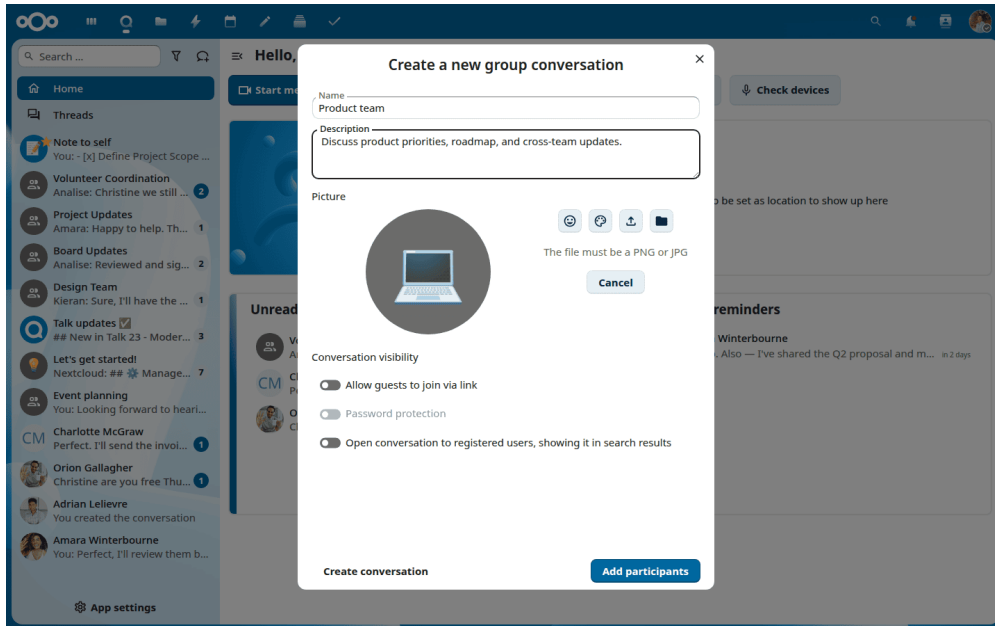 Search ...
Hello,
Home
Start me
Check devices
Threads
Note to self
You: - [x] Define Project Scope ...
Volunteer Coordination
Analise: Christine we still ... 2
Project Updates
Amara: Happy to help. Th... 1
Board Updates
Analise: Reviewed and sig... 2
Design Team
Kieran: Sure, I'll have the ... 1
Talk updates ✅
## New in Talk 23 - Moder... 3
Let's get started!
Nextcloud: ## ⚙️ Manage... 7
Event planning
You: Looking forward to heari...
CM
Charlotte McGraw
Perfect. I'll send the invoi... 1
Orion Gallagher
Christine are you free Thu... 1
Adrian Lelievre
You created the conversation
Amara Winterbourne
You: Perfect, I'll review them b...
App settings
Create a new group conversation
Name
Product team
Description
Discuss product priorities, roadmap, and cross-team updates.
Picture
The file must be a PNG or JPG
Cancel
Conversation visibility
Allow guests to join via link
Password protection
Open conversation to registered users, showing it in search results
Create conversation
Add participants
o be set as location to show up here
Unread
CM
reminders
Winterbourne
. Also — I've shared the Q2 proposal and m... in 2 days